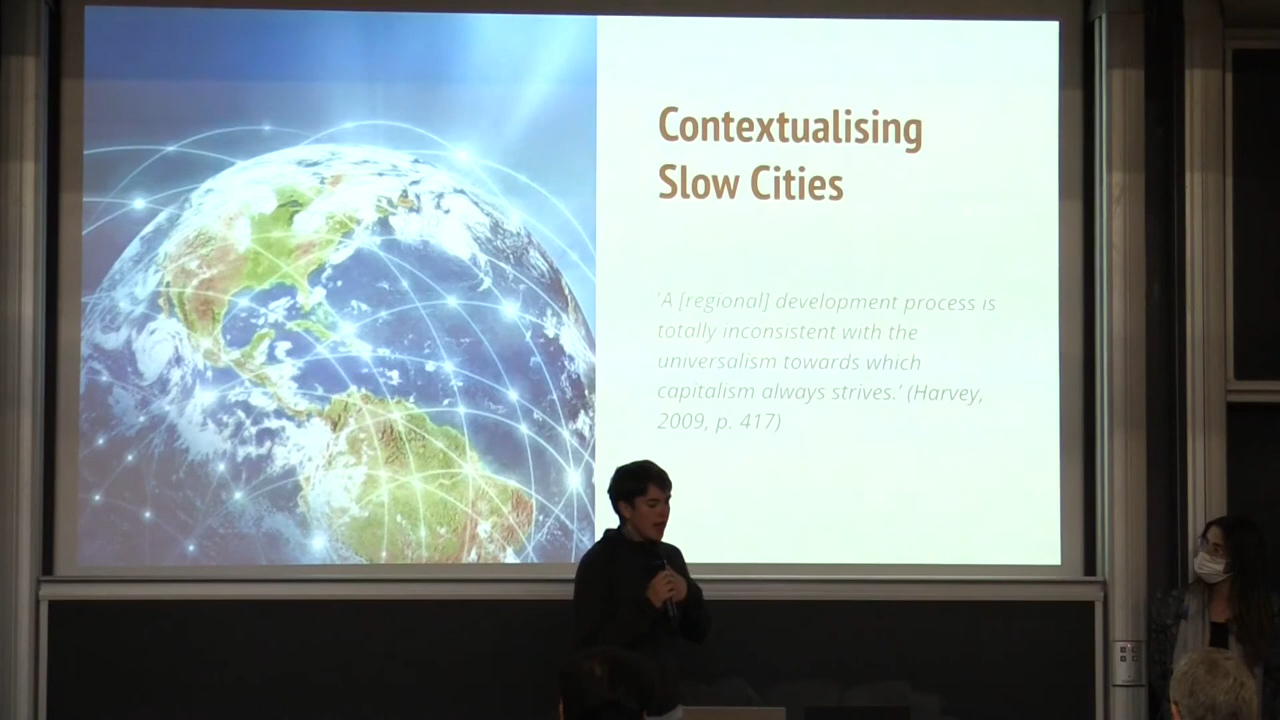 Contextualising
Slow Cities
'A [regional] development process is
totally inconsistent with the
universalism towards which
capitalism always strives.' (Harvey,
2009, p. 417)